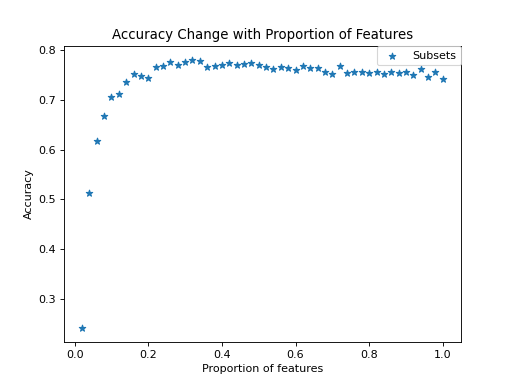 Accuracy Change with Proportion of Features
Subsets
Accuracy
0.8
0.7
0.6
0.5
0.4
0.3
0.0 0.2 0.4 0.6 0.8 1.0
Proportion of features